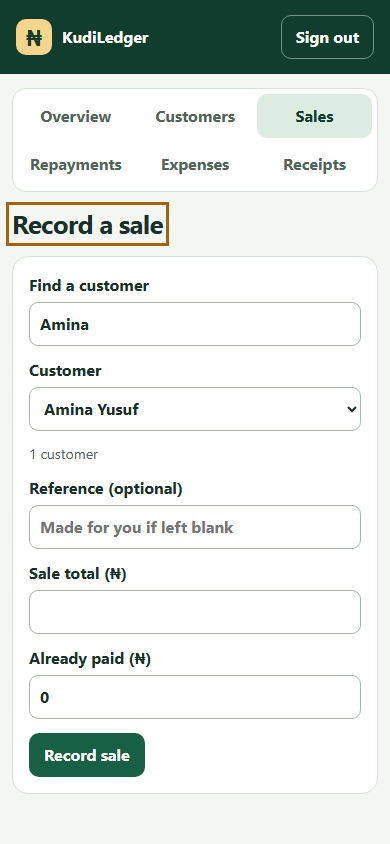 ₦ KudiLedger Sign out
Overview Customers Sales
Repayments Expenses Receipts
Record a sale
Find a customer
Amina
Customer
Amina Yusuf
1 customer
Reference (optional)
Made for you if left blank
Sale total (₦)
Already paid (₦)
0
Record sale